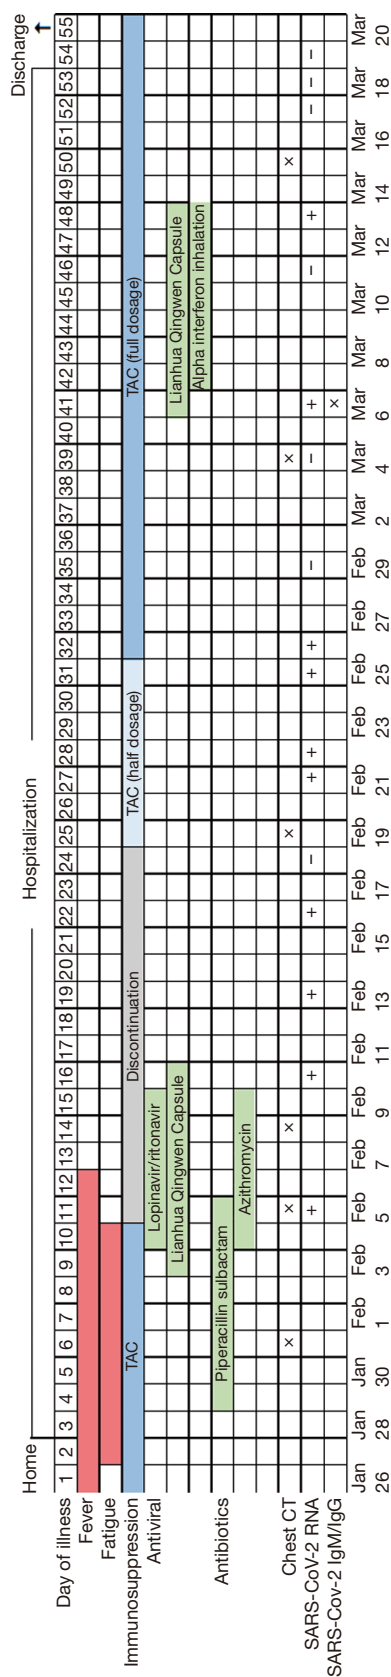 Home Hospitalization Discharge
Day of illness 1 2 3 4 5 6 7 8 9 10 11 12 13 14 15 16 17 18 19 20 21 22 23 24 25 26 27 28 29 30 31 32 33 34 35 36 37 38 39 40 41 42 43 44 45 46 47 48 49 50 51 52 53 54 55
Fever
Fatigue
Immunosuppression TAC Discontinuation TAC (half dosage) TAC (full dosage)
Antiviral Lopinavir/ritonavir
Lianhua Qingwen Capsule Lianhua Qingwen Capsule
Alpha interferon inhalation
Antibiotics Piperacillin sulbactam
Azithromycin
Chest CT × × × × × ×
SARS-CoV-2 RNA + + + + − + + + + − − + − + − − −
SARS-Cov-2 IgM/IgG ×
Jan Jan Jan Feb Feb Feb Feb Feb Feb Feb Feb Feb Feb Feb Feb Feb Feb Feb Mar Mar Mar Mar Mar Mar Mar Mar Mar Mar
26 28 30 1 3 5 7 9 11 13 15 17 19 21 23 25 27 29 2 4 6 8 10 12 14 16 18 20